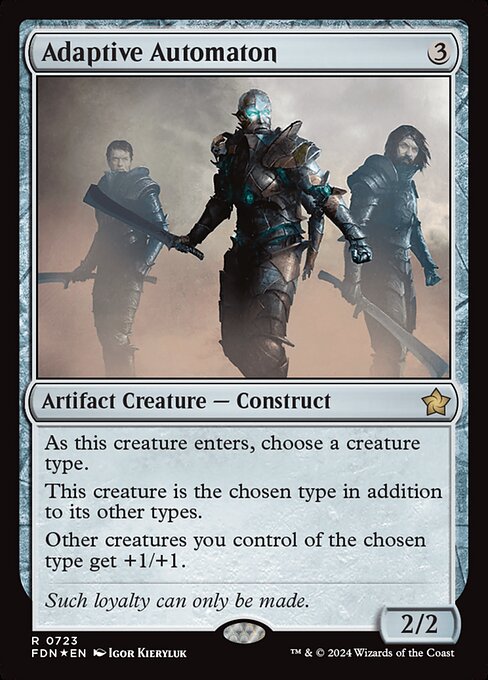 Adaptive Automaton 3
Artifact Creature — Construct
As this creature enters, choose a creature
type.
This creature is the chosen type in addition
to its other types.
Other creatures you control of the chosen
type get +1/+1.
Such loyalty can only be made.
2/2
R 0723
FDN★EN Igor Kieryluk
™ & © 2024 Wizards of the Coast